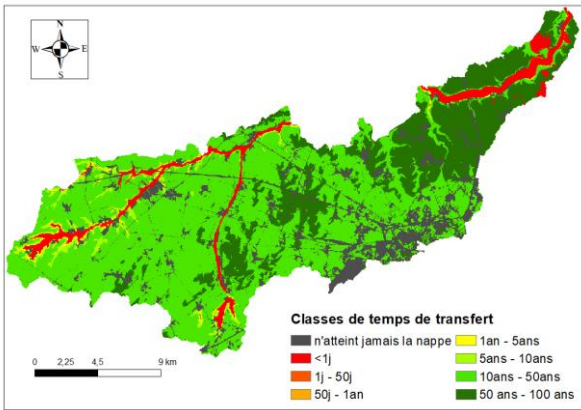 N
W E
S
Classes de temps de transfert
n'atteint jamais la nappe
<1j
1j - 50j
50j - 1an
1an - 5ans
5ans - 10ans
10ans - 50ans
50 ans - 100 ans
0 2,25 4,5 9 km